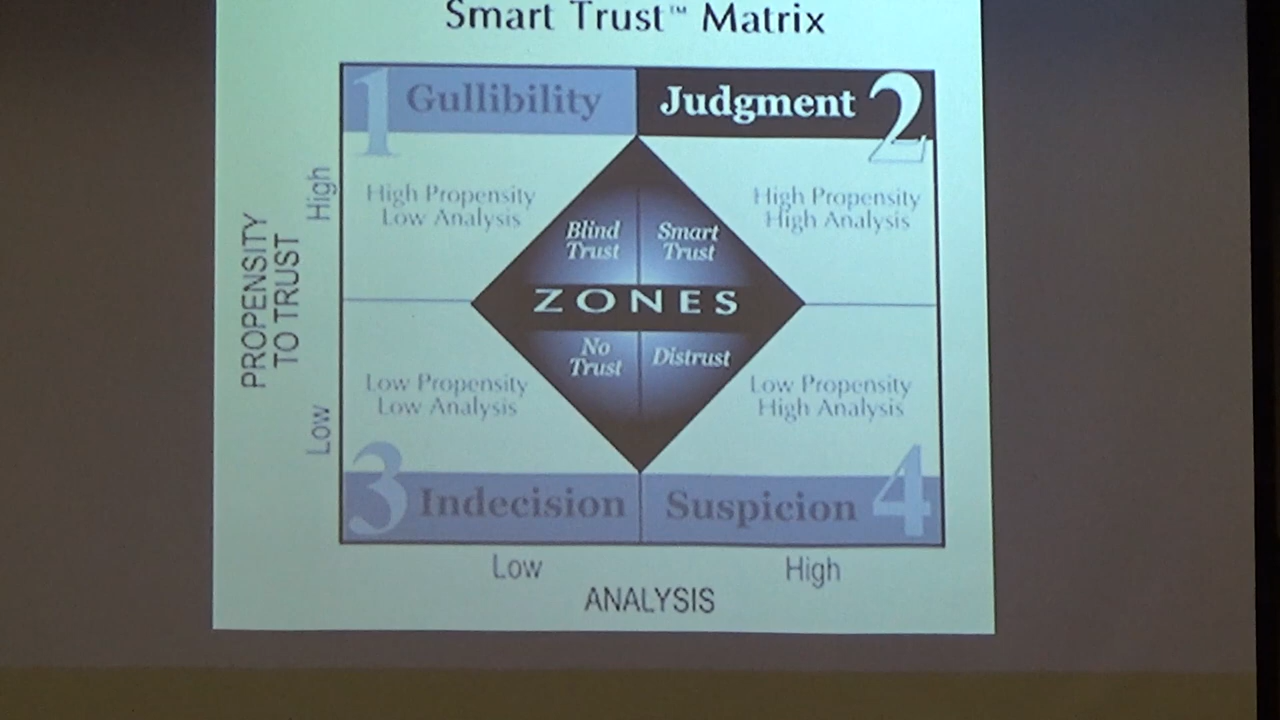 Smart Trust™ Matrix
1 Gullibility
Judgment 2
High Propensity
Low Analysis
High Propensity
High Analysis
Blind
Trust
Smart
Trust
ZONES
No
Trust
Distrust
Low Propensity
Low Analysis
Low Propensity
High Analysis
3 Indecision
Suspicion 4
PROPENSITY
TO TRUST
High
Low
Low
High
ANALYSIS